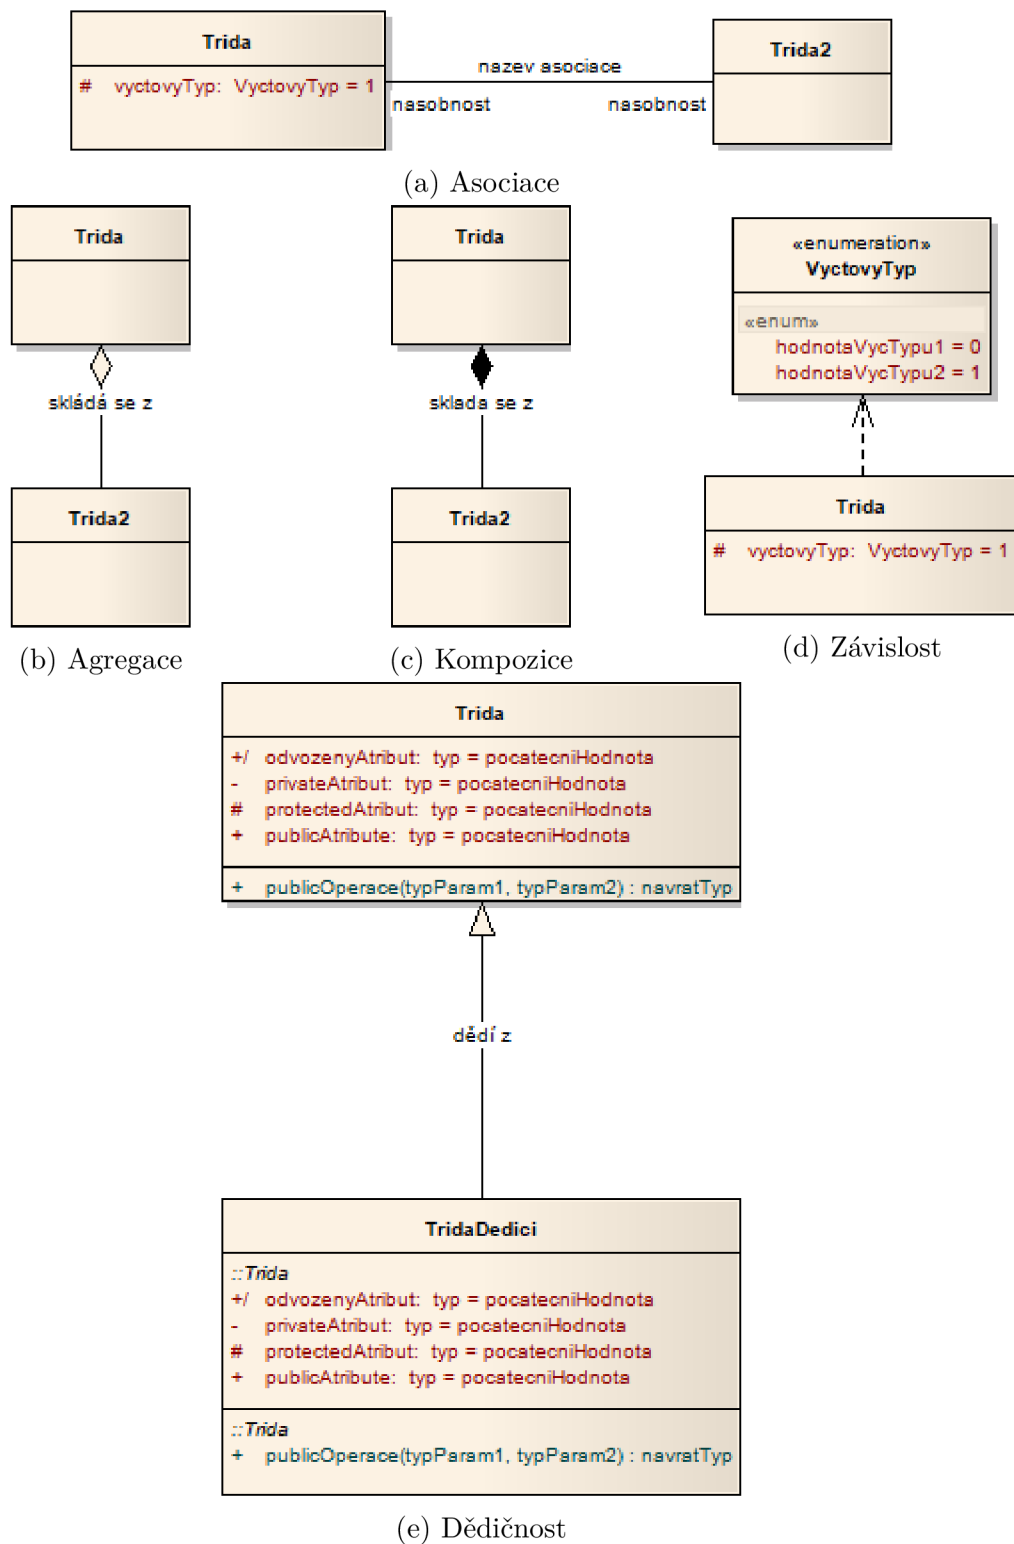 Trida
# vyctovyTyp: VyctovyTyp = 1
nazev asociace
nasobnost
nasobnost
Trida2
(a) Asociace
Trida
skládá se z
Trida2
(b) Agregace
Trida
sklada se z
Trida2
(c) Kompozice
«enumeration»
VyctovyTyp
«enum»
hodnotaVycTypu1 = 0
hodnotaVycTypu2 = 1
Trida
# vyctovyTyp: VyctovyTyp = 1
(d) Závislost
Trida
+/ odvozenyAtribut: typ = pocatecniHodnota
- privateAtribut: typ = pocatecniHodnota
# protectedAtribut: typ = pocatecniHodnota
+ publicAtribute: typ = pocatecniHodnota
+ publicOperace(typParam1, typParam2) : navratTyp
dědí z
TridaDedici
::Trida
+/ odvozenyAtribut: typ = pocatecniHodnota
- privateAtribut: typ = pocatecniHodnota
# protectedAtribut: typ = pocatecniHodnota
+ publicAtribute: typ = pocatecniHodnota
::Trida
+ publicOperace(typParam1, typParam2) : navratTyp
(e) Dědičnost